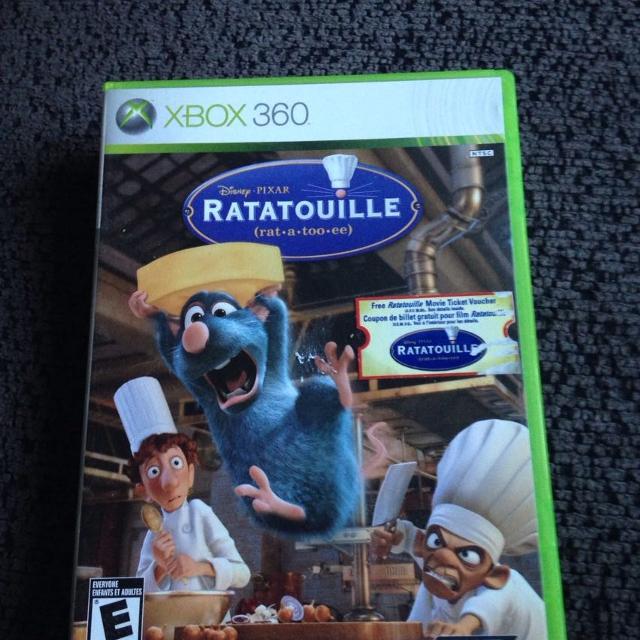 XBOX 360
NTSC
Disney · PIXAR
RATATOUILLE
(rat·a·too·ee)
Free Ratatouille Movie Ticket Voucher
Coupon de billet gratuit pour film
RATATOUILLE
EVERYONE
ENFANTS ET ADULTES
E